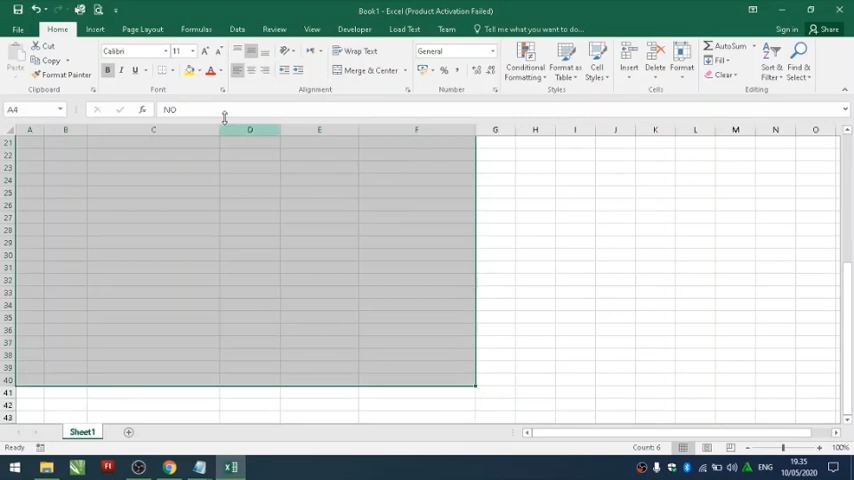 Book1 - Excel (Product Activation Failed)
File Home Insert Page Layout Formulas Data Review View Developer Load Test Team Tell me what you want to do... Sign in Share
Cut
Copy
Format Painter
Paste
Clipboard
Calibri 11
B I U
Font
Wrap Text
Merge & Center
Alignment
General
Number
Conditional Formatting
Format as Table
Cell Styles
Styles
Insert Delete Format
Cells
AutoSum
Fill
Clear
Sort & Filter
Find & Select
Editing
A4 fx NO
A B C D E F G H I J K L M N O
21
22
23
24
25
26
27
28
29
30
31
32
33
34
35
36
37
38
39
40
41
42
43
Sheet1
Ready Count: 6 100%
ENG 19.35
10/05/2020